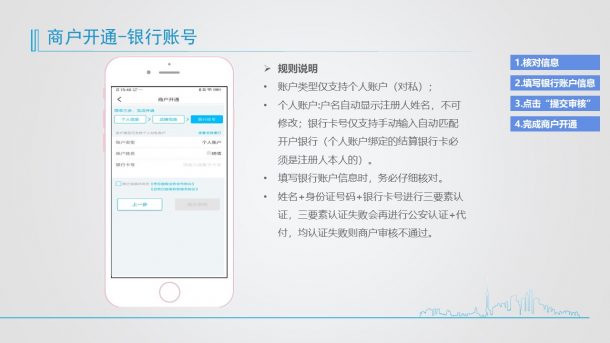 商户开通-银行账号
规则说明
账户类型仅支持个人账户（对私）；
个人账户:户名自动显示注册人姓名，不可
修改；银行卡号仅支持手动输入自动匹配
开户银行（个人账户绑定的结算银行卡必
须是注册人本人的）。
填写银行账户信息时，务必仔细核对。
姓名+身份证号码+银行卡号进行三要素认
证，三要素认证失败会再进行公安认证+代
付，均认证失败则商户审核不通过。
1.核对信息
2.填写银行账户信息
3.点击“提交审核”
4.完成商户开通
商户开通
个人信息
店铺信息
账户类型
个人账户
账户姓名
银行卡号
上一步